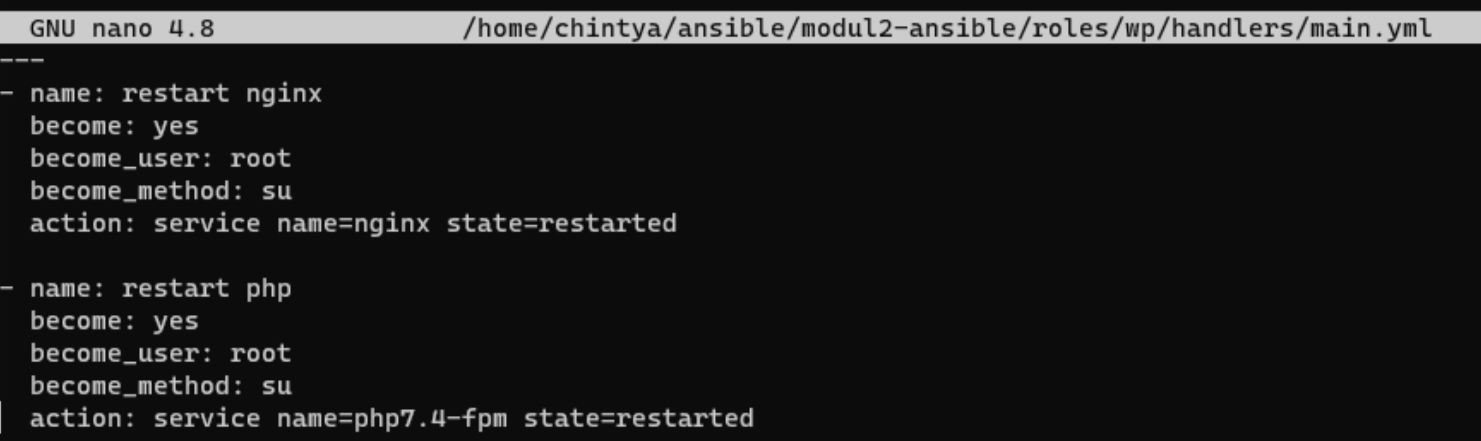 GNU nano 4.8 /home/chintya/ansible/modul2-ansible/roles/wp/handlers/main.yml
---
- name: restart nginx
  become: yes
  become_user: root
  become_method: su
  action: service name=nginx state=restarted

- name: restart php
  become: yes
  become_user: root
  become_method: su
  action: service name=php7.4-fpm state=restarted